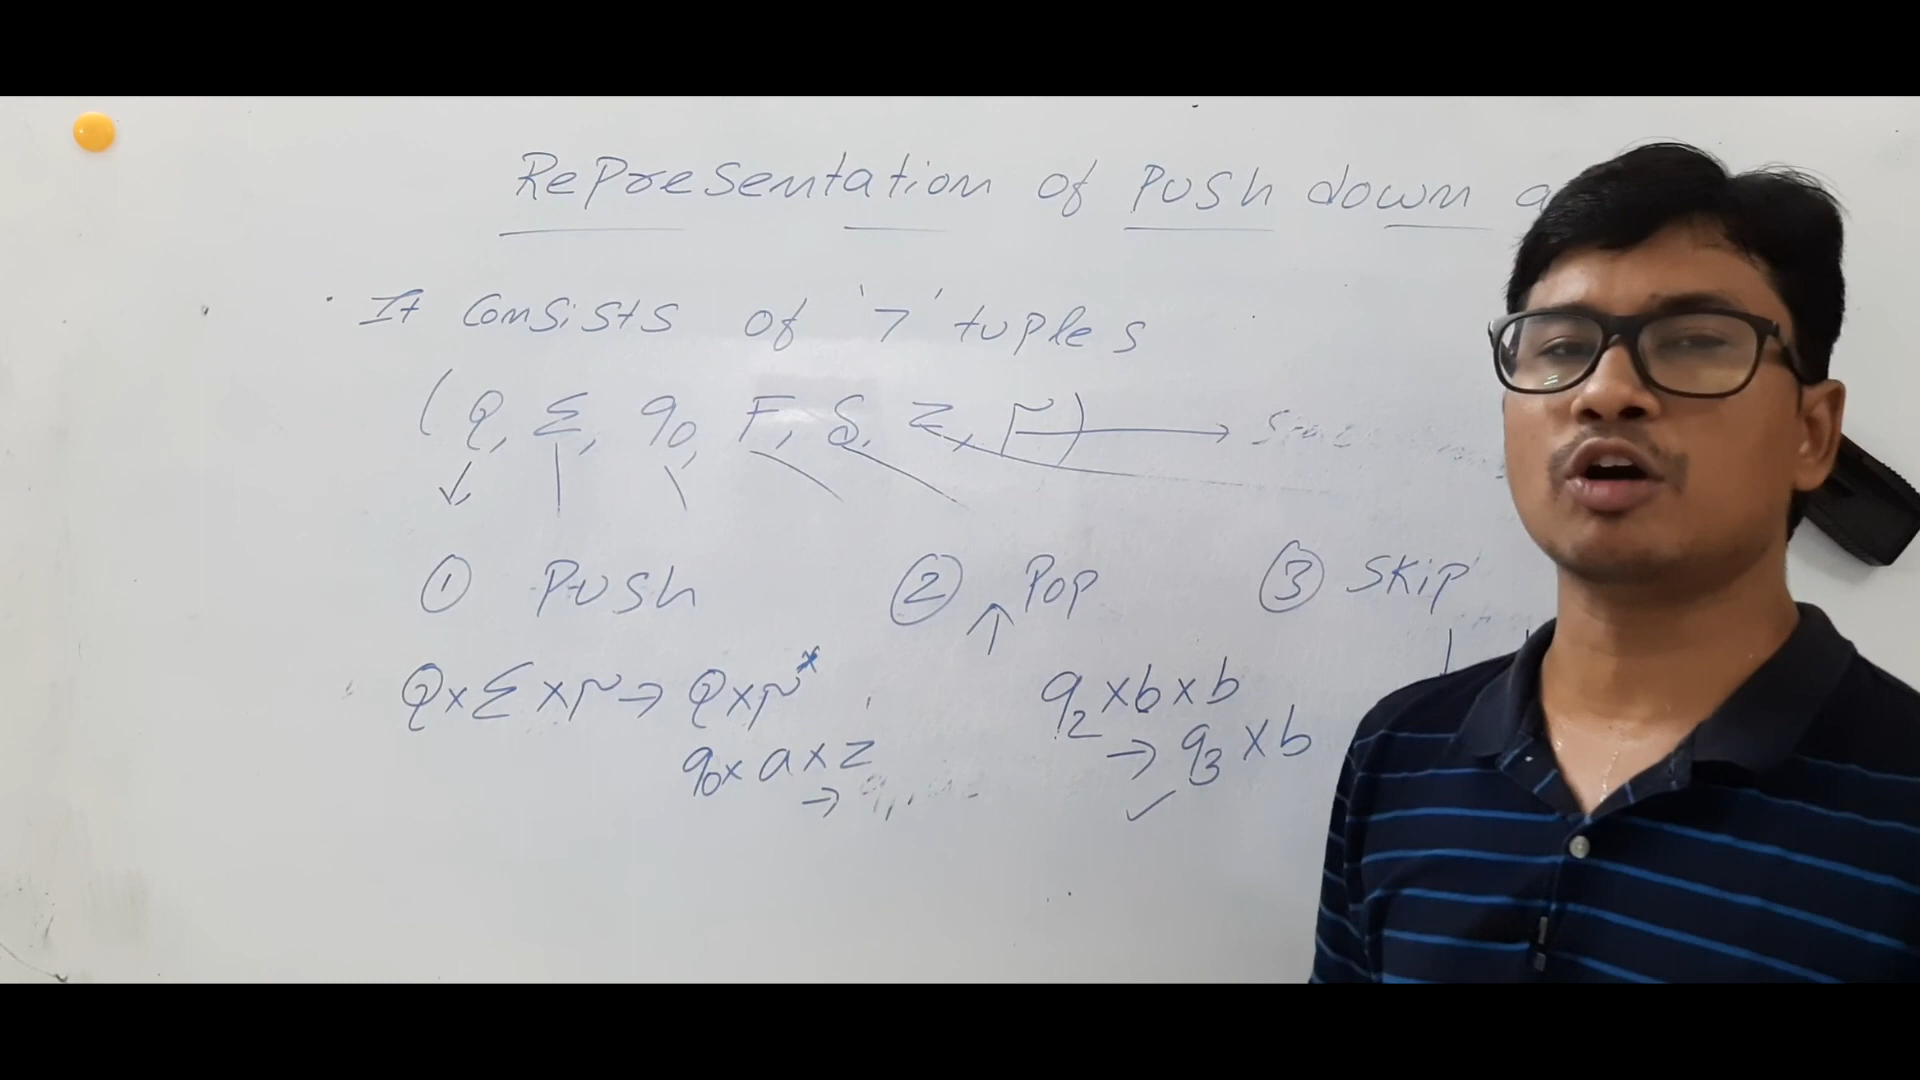 Representation of Push down
It consists of '7' tuples
(Q, Σ, q0, F, δ, Z, Γ) →
① Push ② Pop ③ Skip
↑
Q×Σ×Γ → Q×Γ*
q0×a×z
→
q2×b×b
→ q3×b
✓